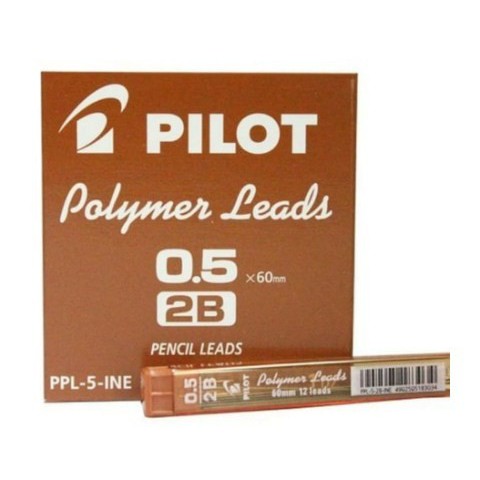 PILOT
Polymer Leads
0.5 ×60mm
2B
PENCIL LEADS
PPL-5-INE
0.5
2B
PILOT
Polymer Leads
60mm 12 leads